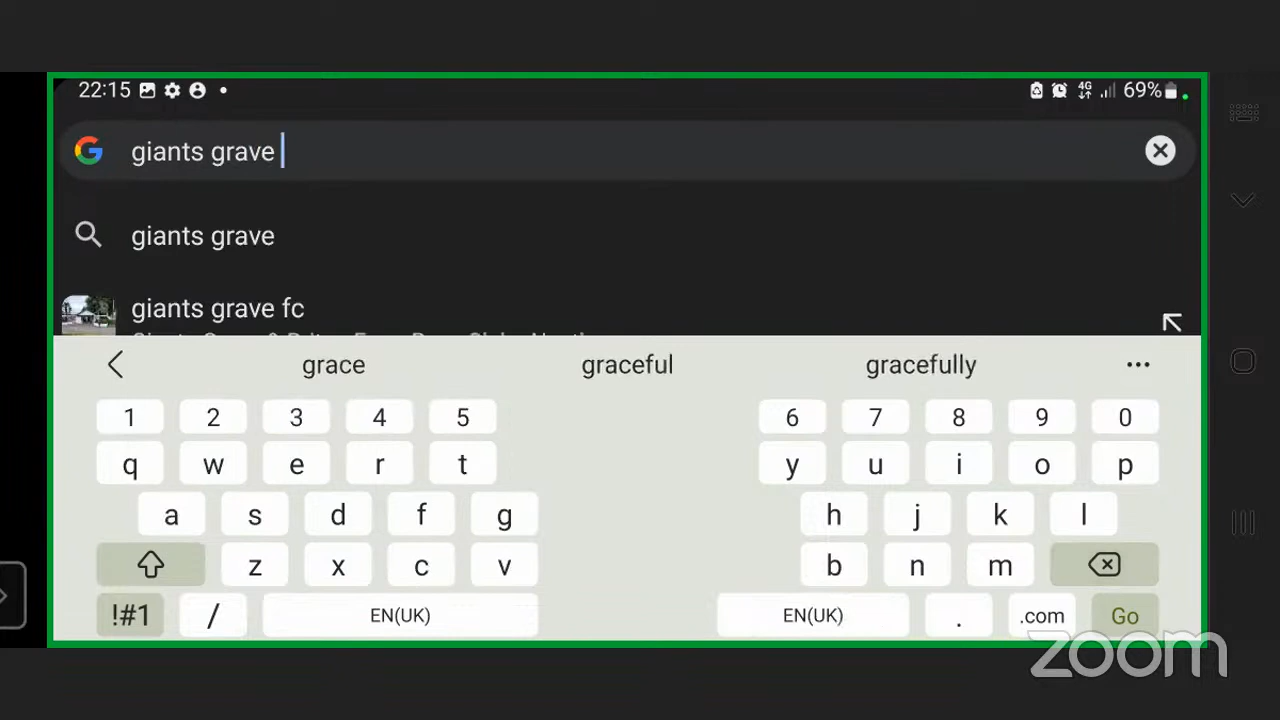 22:15 4G 69%
giants grave
giants grave
giants grave fc
grace graceful gracefully
1 2 3 4 5 6 7 8 9 0
q w e r t y u i o p
a s d f g h j k l
z x c v b n m
!#1 / EN(UK) EN(UK) . .com Go
zoom